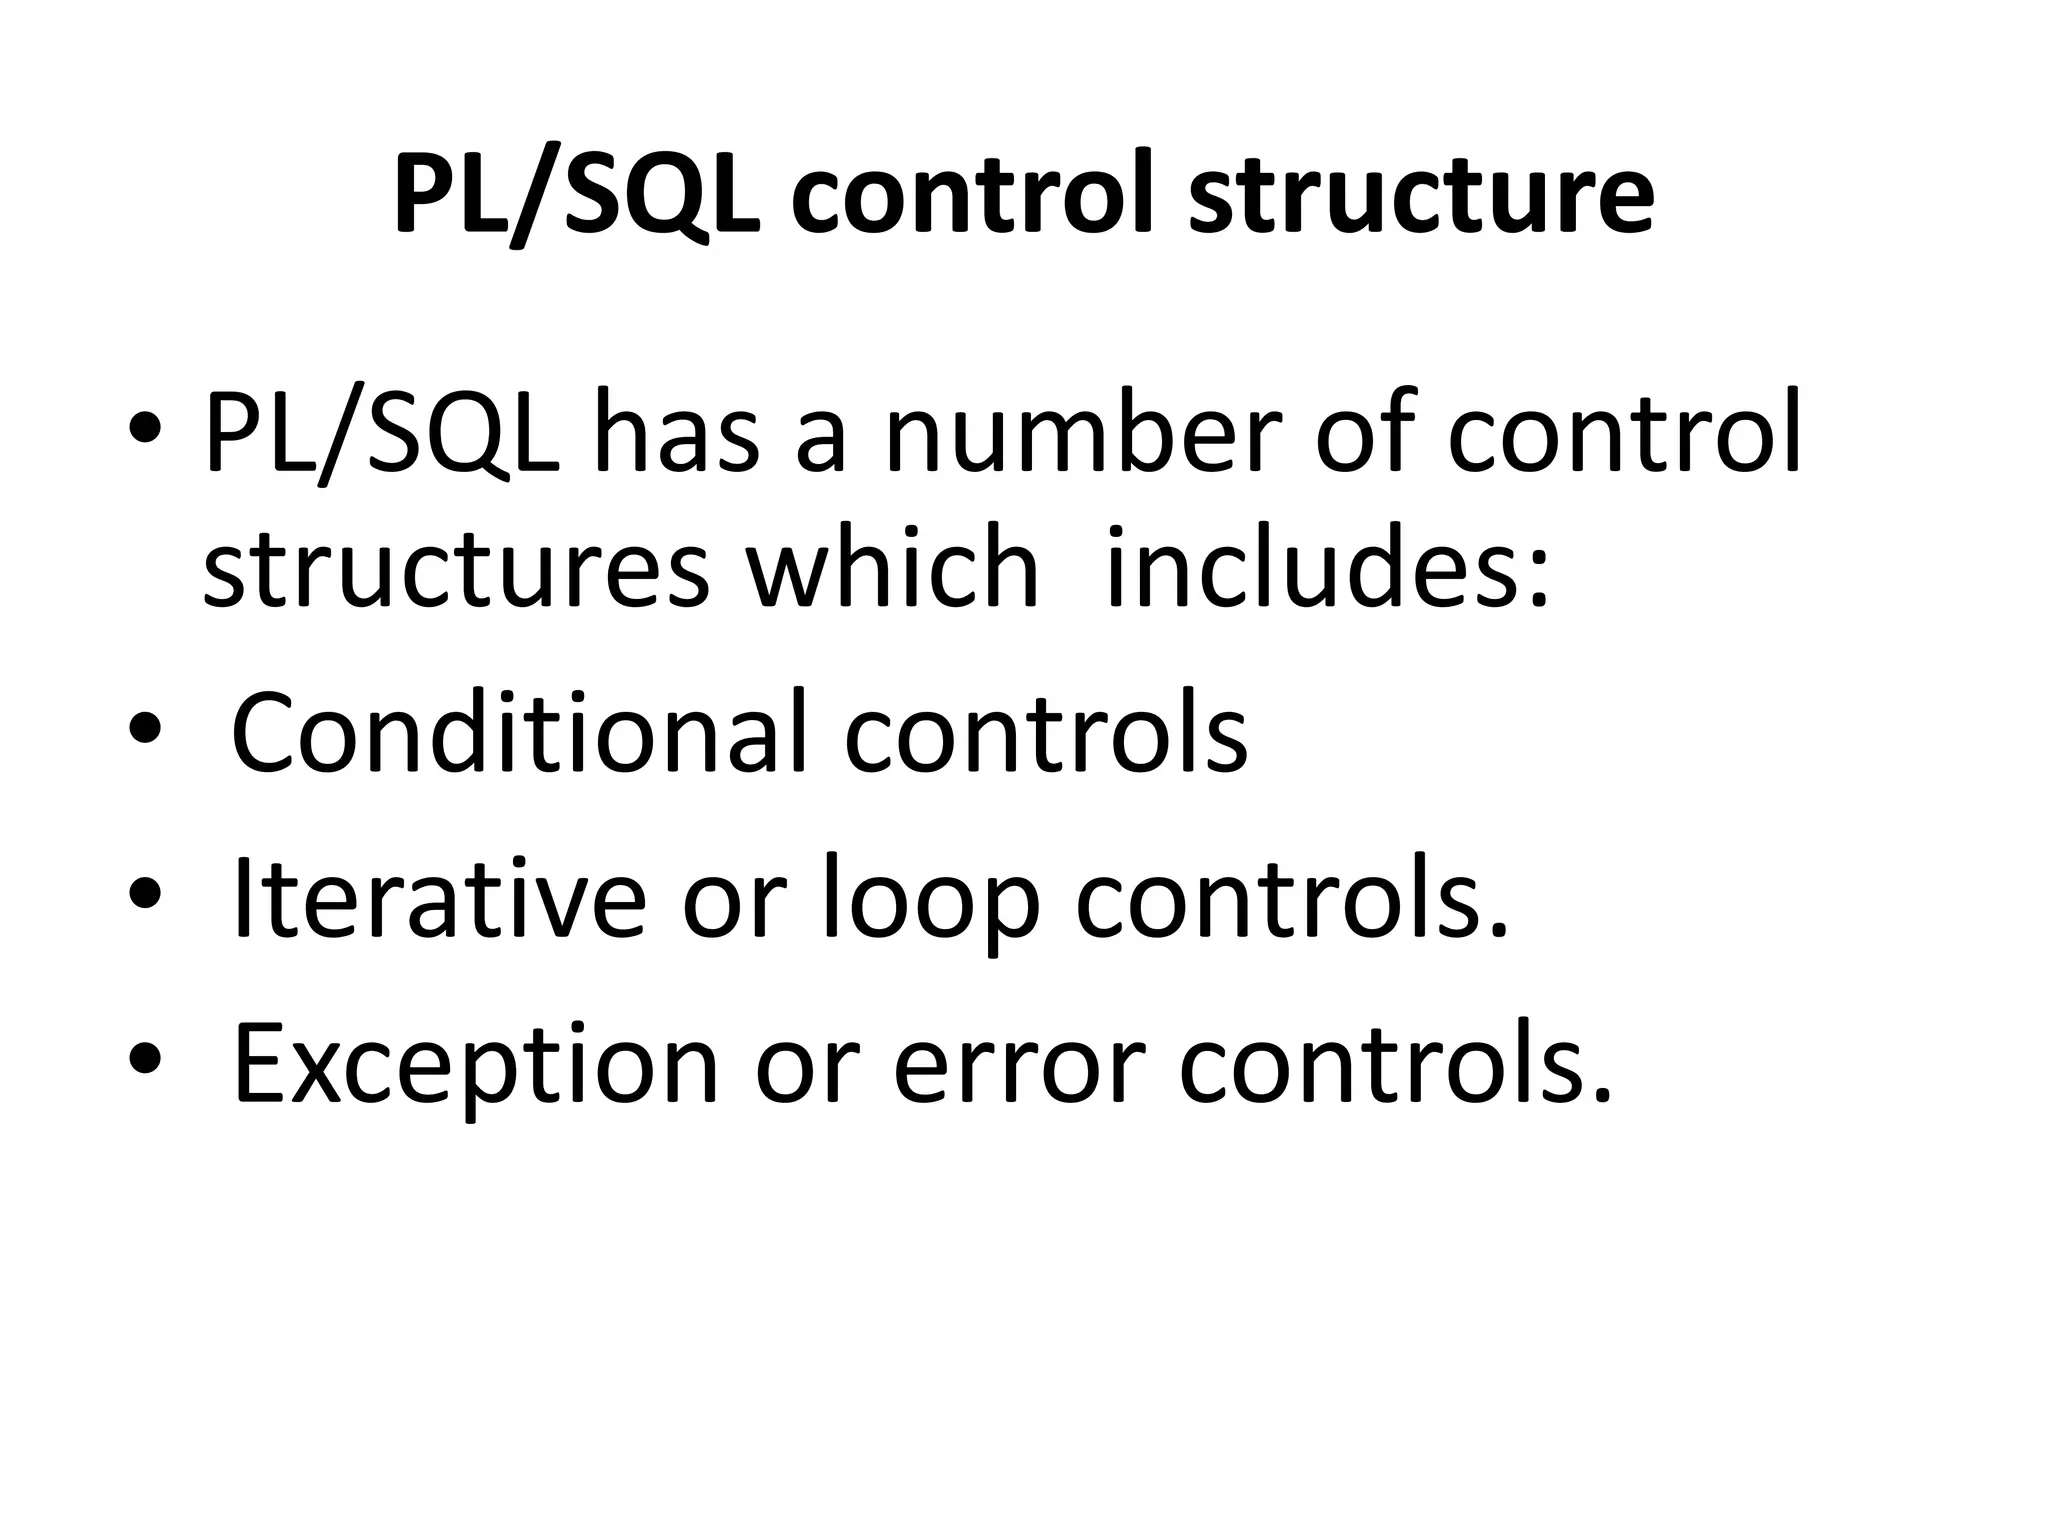 PL/SQL control structure
• PL/SQL has a number of control
structures which  includes:
• Conditional controls
• Iterative or loop controls.
• Exception or error controls.